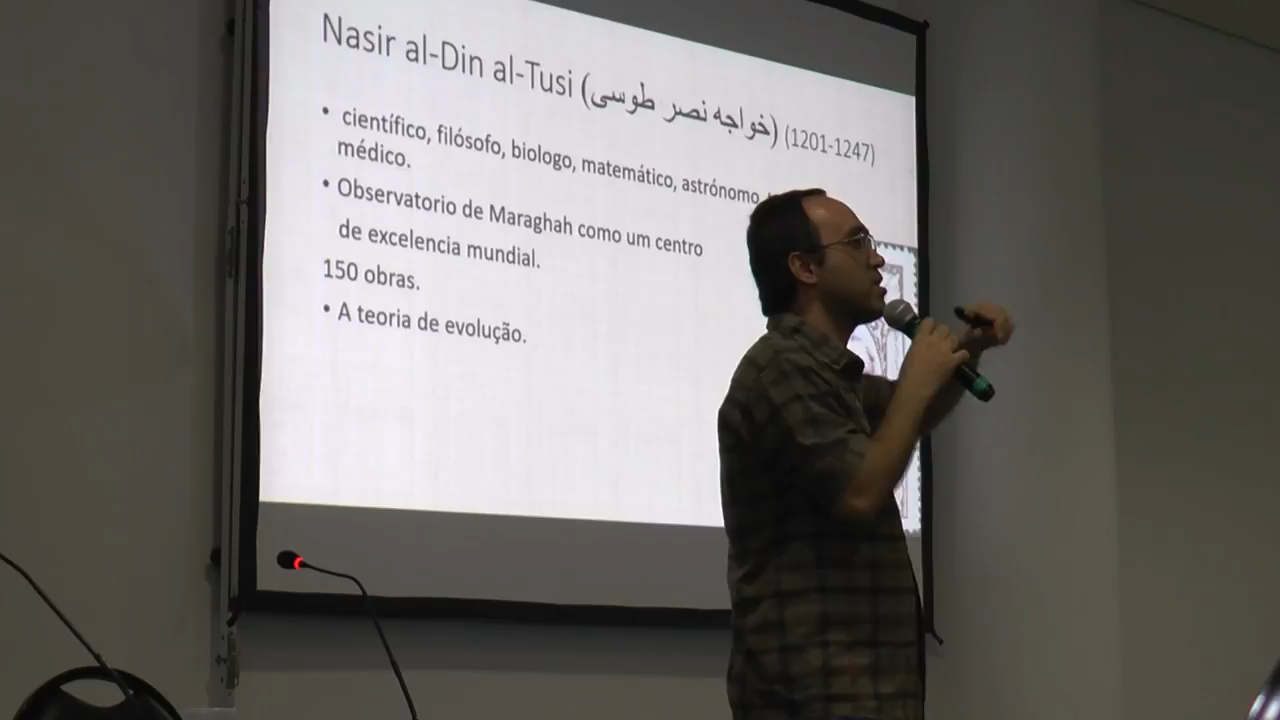 Nasir al-Din al-Tusi (خواجه نصر طوسی) (1201-1247)
• científico, filósofo, biologo, matemático, astrónomo,
médico.
• Observatorio de Maraghah como um centro
de excelencia mundial.
150 obras.
• A teoria de evolução.